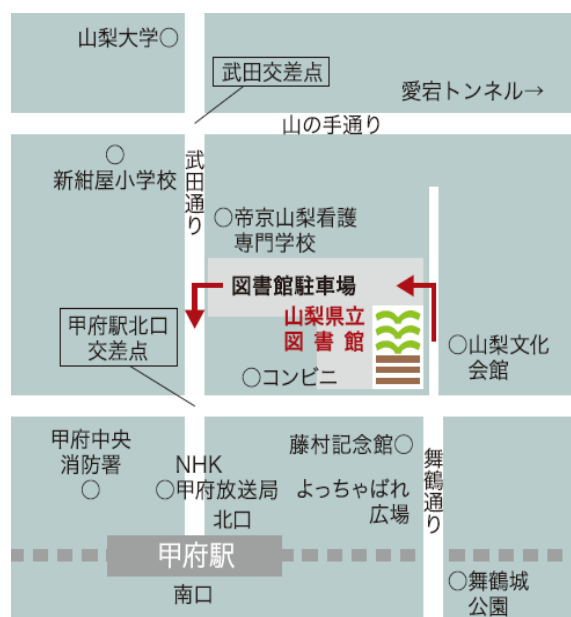 山梨大学○
武田交差点
愛宕トンネル→
山の手通り
○
新紺屋小学校
武田通り
○帝京山梨看護
専門学校
図書館駐車場
山梨県立
図書館
甲府駅北口
交差点
○山梨文化
会館
○コンビニ
甲府中央
消防署
○
NHK
○甲府放送局
北口
藤村記念館○
よっちゃばれ
広場
舞鶴通り
甲府駅
南口
○舞鶴城
公園